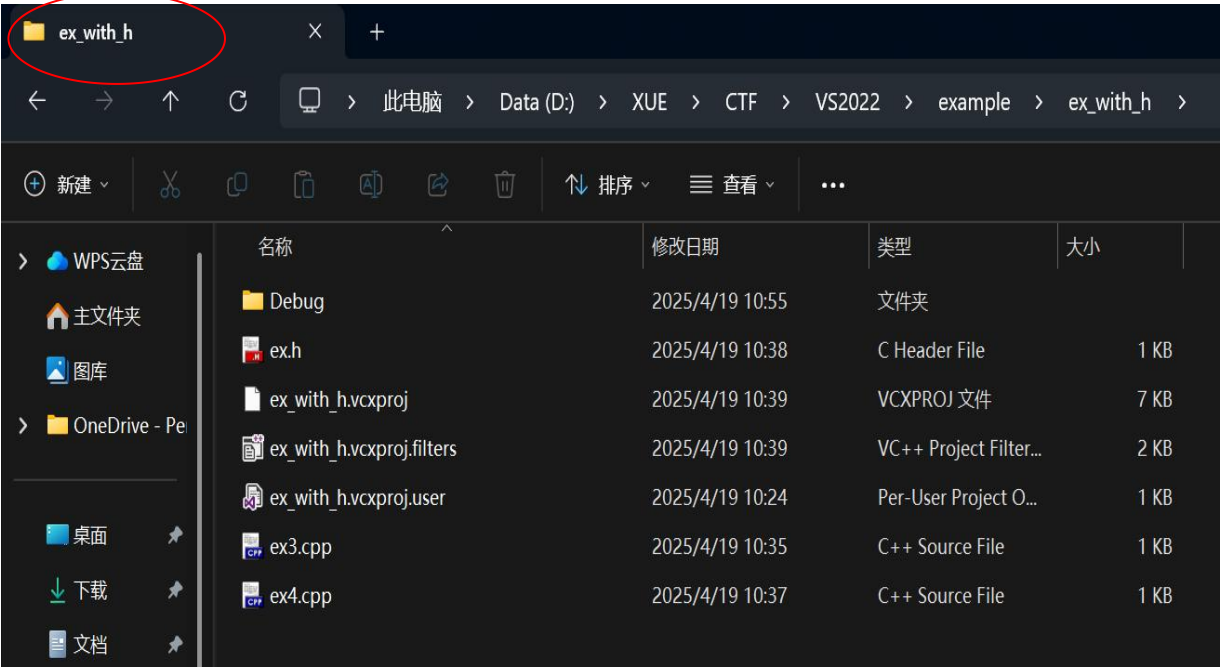 ex_with_h
此电脑 > Data (D:) > XUE > CTF > VS2022 > example > ex_with_h >
新建 排序 查看 ...
名称 修改日期 类型 大小
WPS云盘
主文件夹
图库
OneDrive - Pe
桌面
下载
文档
Debug 2025/4/19 10:55 文件夹
ex.h 2025/4/19 10:38 C Header File 1 KB
ex_with_h.vcxproj 2025/4/19 10:39 VCXPROJ 文件 7 KB
ex_with_h.vcxproj.filters 2025/4/19 10:39 VC++ Project Filter... 2 KB
ex_with_h.vcxproj.user 2025/4/19 10:24 Per-User Project O... 1 KB
ex3.cpp 2025/4/19 10:35 C++ Source File 1 KB
ex4.cpp 2025/4/19 10:37 C++ Source File 1 KB